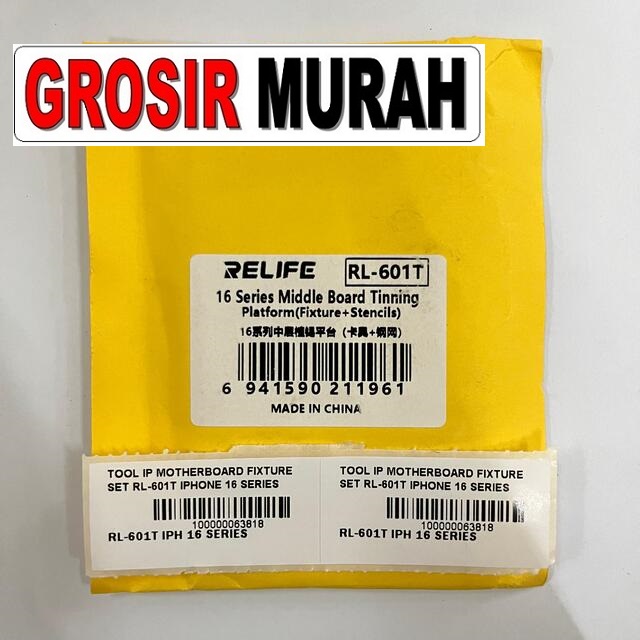 GROSIR MURAH
RELIFE RL-601T
16 Series Middle Board Tinning
Platform(Fixture+Stencils)
16系列中层植锡平台（卡具+钢网）
6 941590 211961
MADE IN CHINA
TOOL IP MOTHERBOARD FIXTURE
SET RL-601T IPHONE 16 SERIES
100000063818
RL-601T IPH 16 SERIES
TOOL IP MOTHERBOARD FIXTURE
SET RL-601T IPHONE 16 SERIES
100000063818
RL-601T IPH 16 SERIES